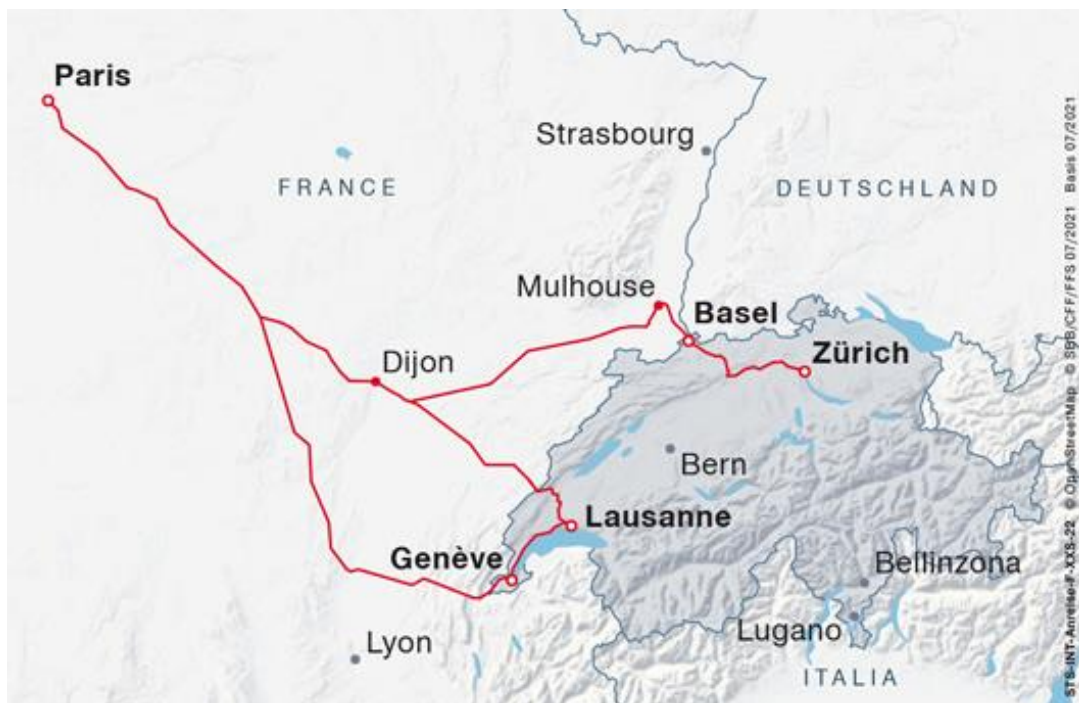 Paris
Strasbourg
FRANCE
DEUTSCHLAND
Mulhouse
Basel
Zürich
Dijon
Bern
Lausanne
Genève
Bellinzona
Lyon
Lugano
ITALIA
STS-INT-Anreise-F-XXS-22 © OpenStreetMap © SBB/CFF/FFS 07/2021 Basis 07/2021